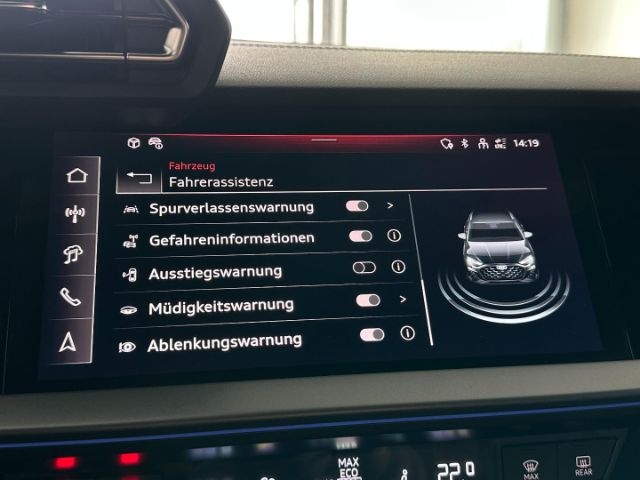 14:19
Fahrzeug
Fahrerassistenz
Spurverlassenswarnung
Gefahreninformationen
Ausstiegswarnung
Müdigkeitswarnung
Ablenkungswarnung
MAX
ECO
22.0
MAX
REAR